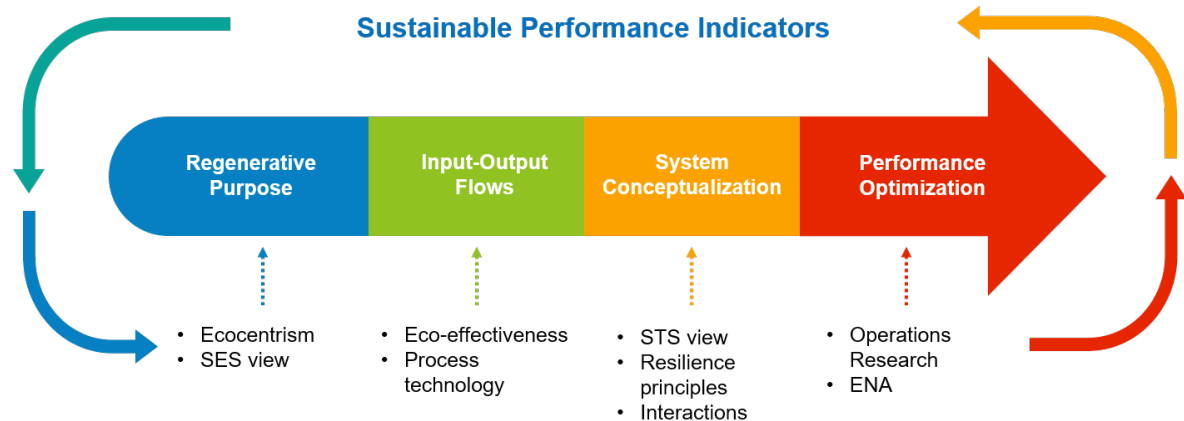 Sustainable Performance Indicators
Regenerative
Purpose
Input-Output
Flows
System
Conceptualization
Performance
Optimization
• Ecocentrism
• SES view
• Eco-effectiveness
• Process
technology
• STS view
• Resilience
principles
• Interactions
• Operations
Research
• ENA